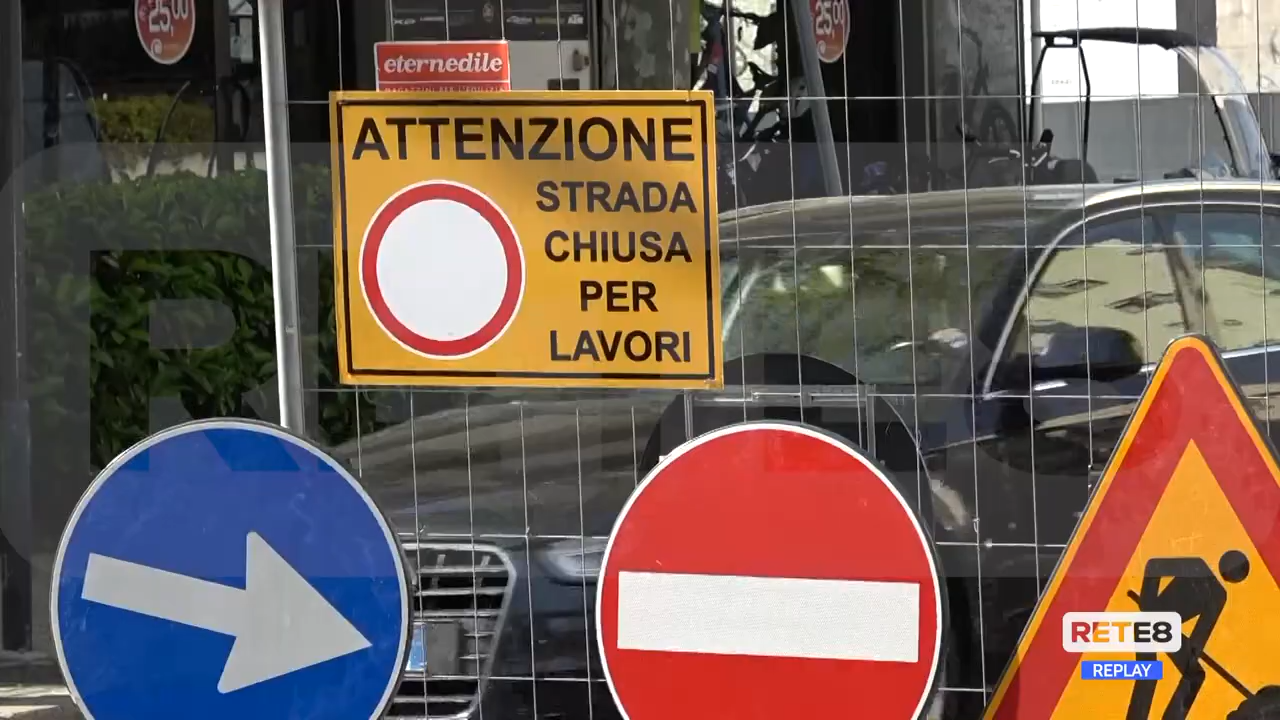 25,00
25,00
eternedile
ATTENZIONE
STRADA
CHIUSA
PER
LAVORI
RETE8
REPLAY